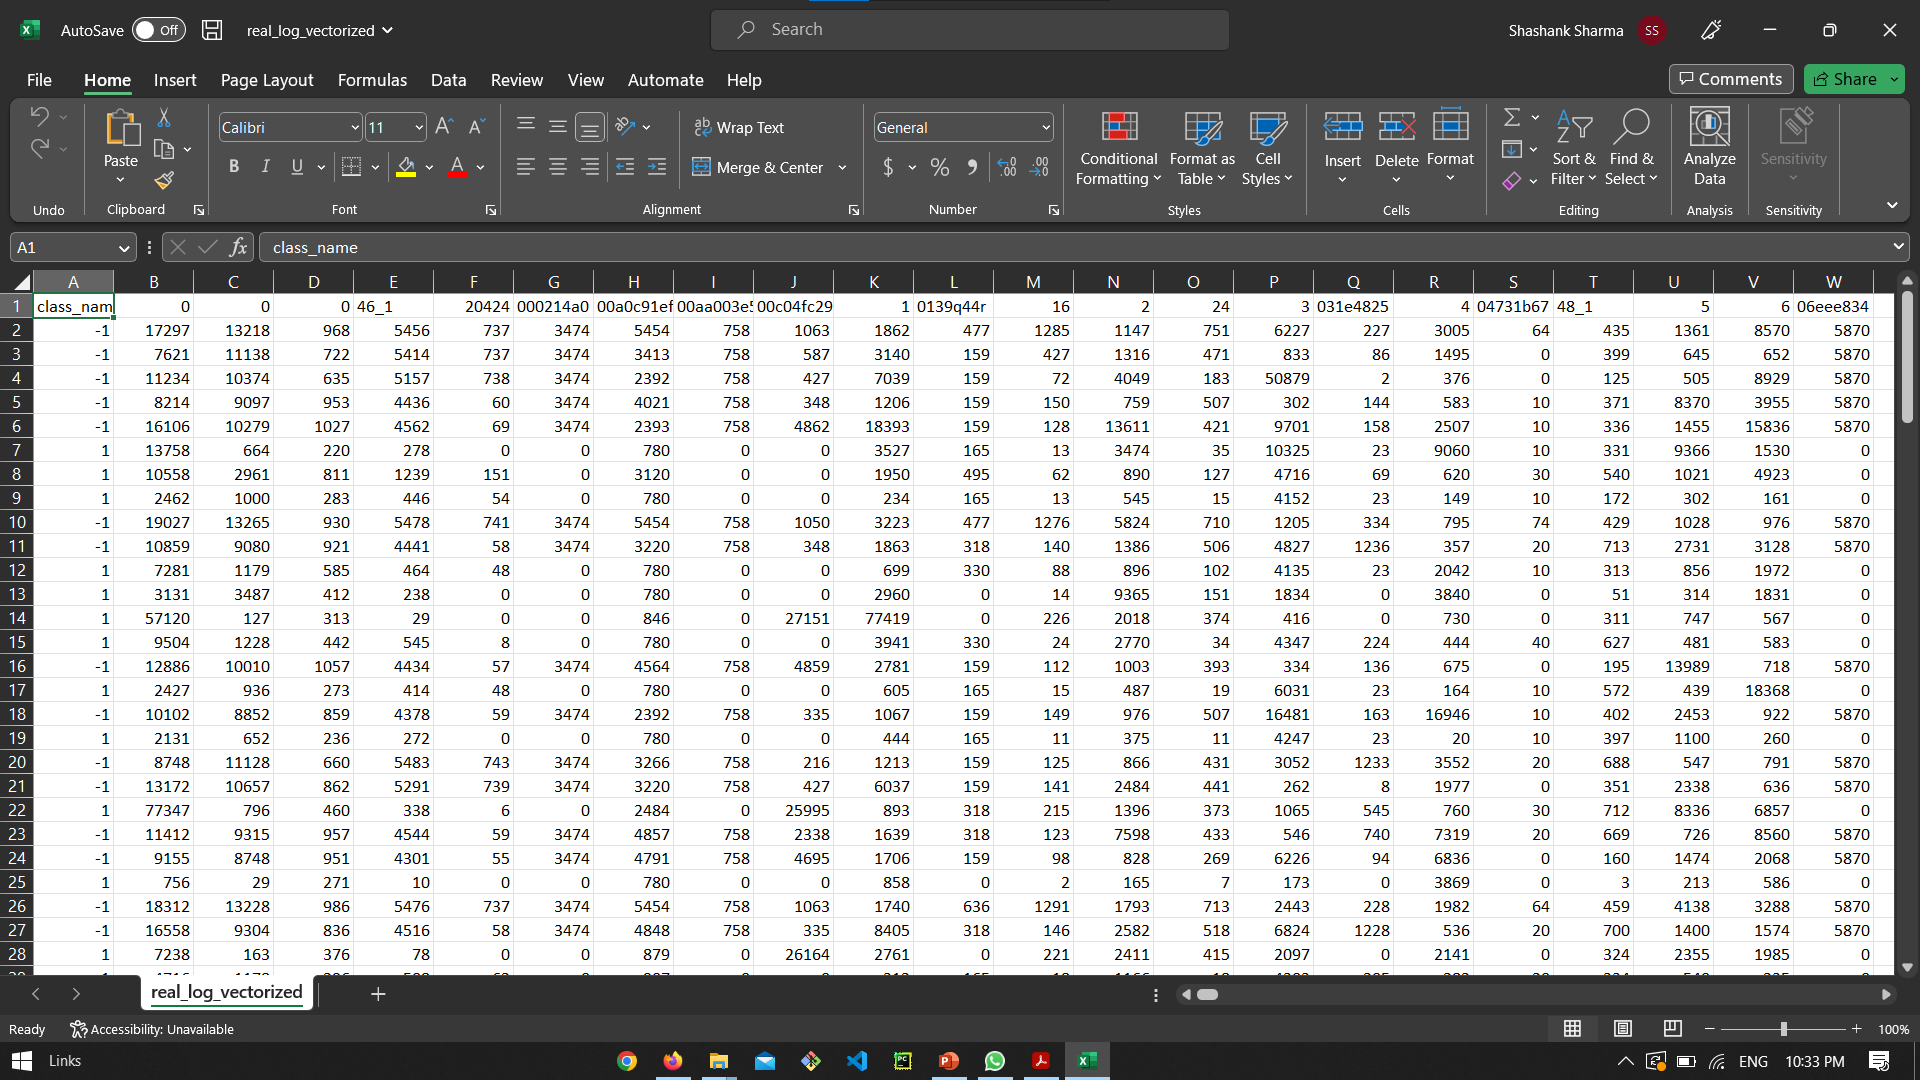 AutoSave Off real_log_vectorized Search Shashank Sharma SS
File Home Insert Page Layout Formulas Data Review View Automate Help Comments Share
Calibri 11 Wrap Text General
Paste B I U A Merge & Center $ % Conditional Formatting Format as Table Cell Styles Insert Delete Format Sort & Filter Find & Select Analyze Data Sensitivity
Undo Clipboard Font Alignment Number Styles Cells Editing Analysis Sensitivity
A1 fx class_name
A B C D E F G H I J K L M N O P Q R S T U V W
1 class_nam 0 0 0 46_1 20424 000214a0 00a0c91ef 00aa003e5 00c04fc29 1 0139q44r 16 2 24 3 031e4825 4 04731b67 48_1 5 6 06eee834
2 -1 17297 13218 968 5456 737 3474 5454 758 1063 1862 477 1285 1147 751 6227 227 3005 64 435 1361 8570 5870
3 -1 7621 11138 722 5414 737 3474 3413 758 587 3140 159 427 1316 471 833 86 1495 0 399 645 652 5870
4 -1 11234 10374 635 5157 738 3474 2392 758 427 7039 159 72 4049 183 50879 2 376 0 125 505 8929 5870
5 -1 8214 9097 953 4436 60 3474 4021 758 348 1206 159 150 759 507 302 144 583 10 371 8370 3955 5870
6 -1 16106 10279 1027 4562 69 3474 2393 758 4862 18393 159 128 13611 421 9701 158 2507 10 336 1455 15836 5870
7 1 13758 664 220 278 0 0 780 0 0 3527 165 13 3474 35 10325 23 9060 10 331 9366 1530 0
8 1 10558 2961 811 1239 151 0 3120 0 0 1950 495 62 890 127 4716 69 620 30 540 1021 4923 0
9 1 2462 1000 283 446 54 0 780 0 0 234 165 13 545 15 4152 23 149 10 172 302 161 0
10 -1 19027 13265 930 5478 741 3474 5454 758 1050 3223 477 1276 5824 710 1205 334 795 74 429 1028 976 5870
11 -1 10859 9080 921 4441 58 3474 3220 758 348 1863 318 140 1386 506 4827 1236 357 20 713 2731 3128 5870
12 1 7281 1179 585 464 48 0 780 0 0 699 330 88 896 102 4135 23 2042 10 313 856 1972 0
13 1 3131 3487 412 238 0 0 780 0 0 2960 0 14 9365 151 1834 0 3840 0 51 314 1831 0
14 1 57120 127 313 29 0 0 846 0 27151 77419 0 226 2018 374 416 0 730 0 311 747 567 0
15 1 9504 1228 442 545 8 0 780 0 0 3941 330 24 2770 34 4347 224 444 40 627 481 583 0
16 -1 12886 10010 1057 4434 57 3474 4564 758 4859 2781 159 112 1003 393 334 136 675 0 195 13989 718 5870
17 1 2427 936 273 414 48 0 780 0 0 605 165 15 487 19 6031 23 164 10 572 439 18368 0
18 -1 10102 8852 859 4378 59 3474 2392 758 335 1067 159 149 976 507 16481 163 16946 10 402 2453 922 5870
19 1 2131 652 236 272 0 0 780 0 0 444 165 11 375 11 4247 23 20 10 397 1100 260 0
20 -1 8748 11128 660 5483 743 3474 3266 758 216 1213 159 125 866 431 3052 1233 3552 20 688 547 791 5870
21 -1 13172 10657 862 5291 739 3474 3220 758 427 6037 159 141 2484 441 262 8 1977 0 351 2338 636 5870
22 1 77347 796 460 338 6 0 2484 0 25995 893 318 215 1396 373 1065 545 760 30 712 8336 6857 0
23 -1 11412 9315 957 4544 59 3474 4857 758 2338 1639 318 123 7598 433 546 740 7319 20 669 726 8560 5870
24 -1 9155 8748 951 4301 55 3474 4791 758 4695 1706 159 98 828 269 6226 94 6836 0 160 1474 2068 5870
25 1 756 29 271 10 0 0 780 0 0 858 0 2 165 7 173 0 3869 0 3 213 586 0
26 -1 18312 13228 986 5476 737 3474 5454 758 1063 1740 636 1291 1793 713 2443 228 1982 64 459 4138 3288 5870
27 -1 16558 9304 836 4516 58 3474 4848 758 335 8405 318 146 2582 518 6824 1228 536 20 700 1400 1574 5870
28 1 7238 163 376 78 0 0 879 0 26164 2761 0 221 2411 415 2097 0 2141 0 324 2355 1985 0
real_log_vectorized
Ready Accessibility: Unavailable 100%
Links ENG 10:33 PM